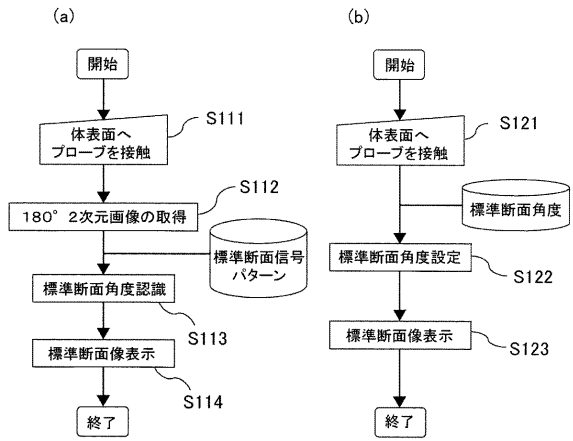 (a)
開始
体表面へ
プローブを接触
S111
180° 2次元画像の取得
S112
標準断面信号
パターン
標準断面角度認識
S113
標準断面像表示
S114
終了
(b)
開始
体表面へ
プローブを接触
S121
標準断面角度
標準断面角度設定
S122
標準断面像表示
S123
終了